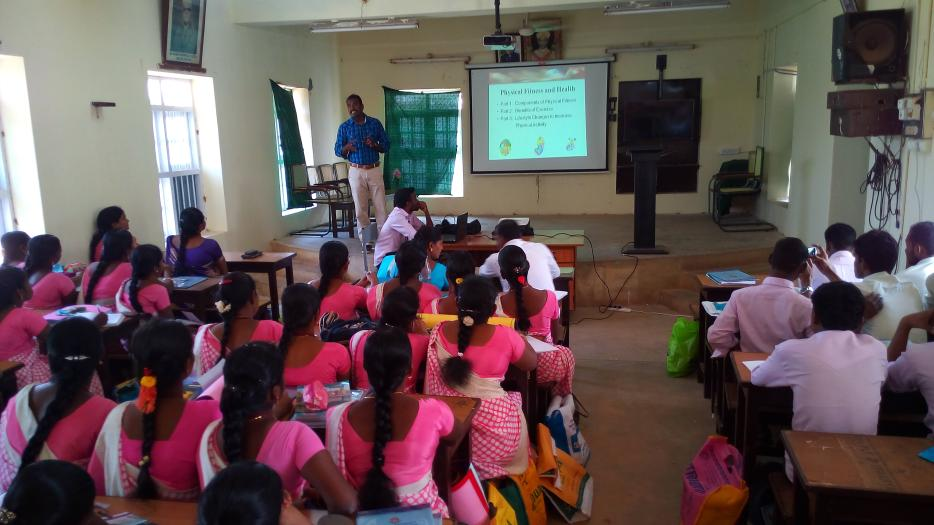 Physical Fitness and Health
• Part 1: Components of Physical Fitness
• Part 2: Benefits of Exercise
• Part 3: Lifestyle Changes to Increase
Physical Activity